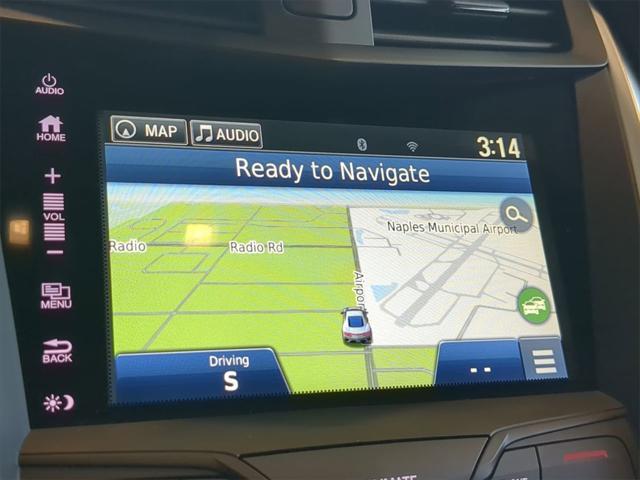 AUDIO
HOME
VOL
MENU
BACK
MAP
AUDIO
3:14
Ready to Navigate
Naples Municipal Airport
Radio
Radio Rd
Airpor
Driving
S
--